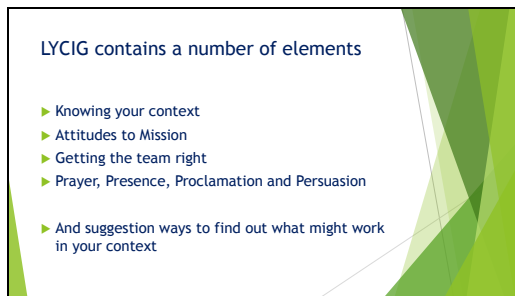 LYCIG contains a number of elements
Knowing your context
Attitudes to Mission
Getting the team right
Prayer, Presence, Proclamation and Persuasion
And suggestion ways to find out what might work
in your context